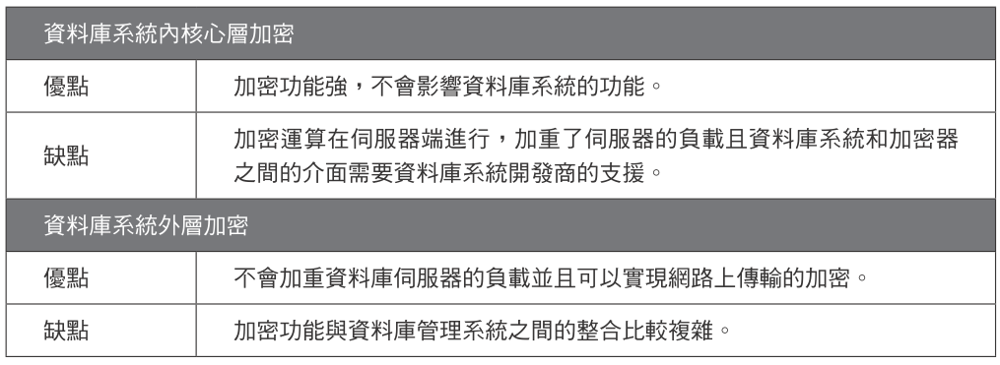 資料庫系統內核心層加密
優點
加密功能強，不會影響資料庫系統的功能。
缺點
加密運算在伺服器端進行，加重了伺服器的負載且資料庫系統和加密器
之間的介面需要資料庫系統開發商的支援。
資料庫系統外層加密
優點
不會加重資料庫伺服器的負載並且可以實現網路上傳輸的加密。
缺點
加密功能與資料庫管理系統之間的整合比較複雜。